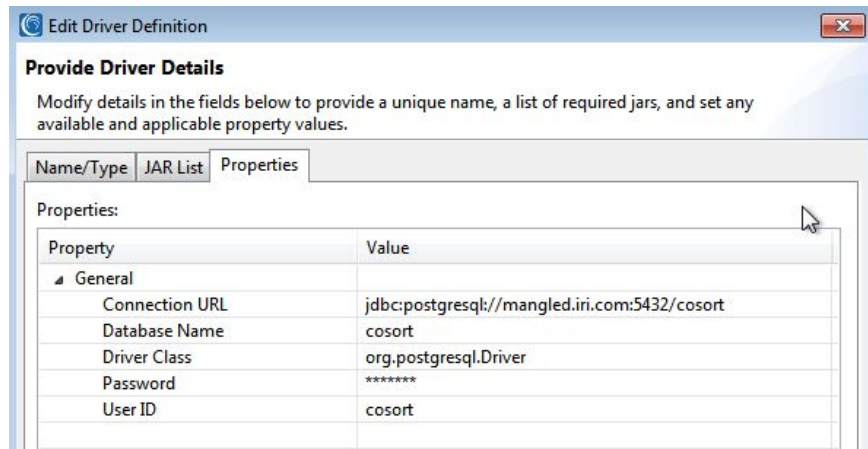 Edit Driver Definition
Provide Driver Details
Modify details in the fields below to provide a unique name, a list of required jars, and set any
available and applicable property values.
Name/Type JAR List Properties
Properties:
Property Value
General
Connection URL jdbc:postgresql://mangled.iri.com:5432/cosort
Database Name cosort
Driver Class org.postgresql.Driver
Password *******
User ID cosort